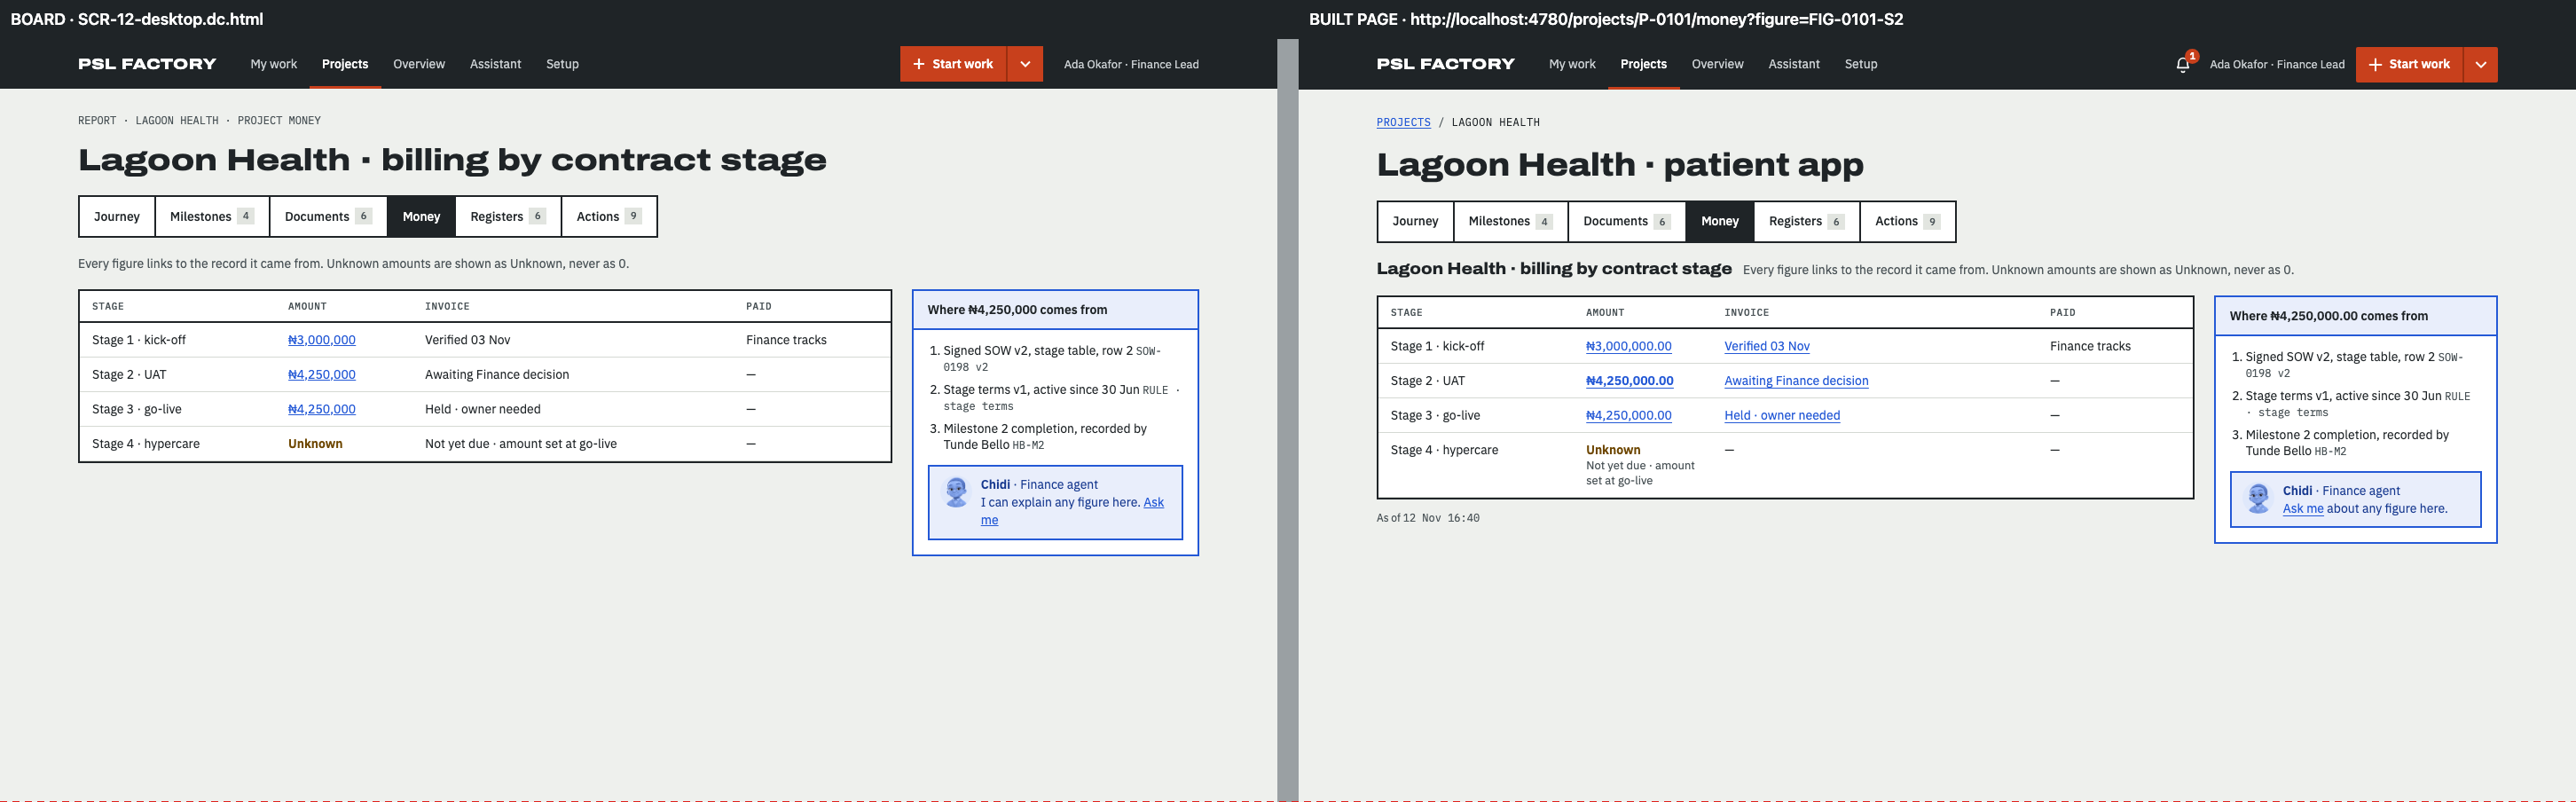 BOARD · SCR-12-desktop.dc.html
PSL FACTORY
My work
Projects
Overview
Assistant
Setup
Start work
Ada Okafor · Finance Lead
REPORT · LAGOON HEALTH · PROJECT MONEY
Lagoon Health · billing by contract stage
Journey
Milestones 4
Documents 6
Money
Registers 6
Actions 9
Every figure links to the record it came from. Unknown amounts are shown as Unknown, never as 0.
STAGE AMOUNT INVOICE PAID
Stage 1 · kick-off ₦3,000,000 Verified 03 Nov Finance tracks
Stage 2 · UAT ₦4,250,000 Awaiting Finance decision —
Stage 3 · go-live ₦4,250,000 Held · owner needed —
Stage 4 · hypercare Unknown Not yet due · amount set at go-live —
Where ₦4,250,000 comes from
1. Signed SOW v2, stage table, row 2 SOW-
0198 v2
2. Stage terms v1, active since 30 Jun RULE ·
stage terms
3. Milestone 2 completion, recorded by
Tunde Bello HB-M2
Chidi · Finance agent
I can explain any figure here. Ask
me
BUILT PAGE · http://localhost:4780/projects/P-0101/money?figure=FIG-0101-S2
PSL FACTORY
My work
Projects
Overview
Assistant
Setup
1
Ada Okafor · Finance Lead
Start work
PROJECTS / LAGOON HEALTH
Lagoon Health · patient app
Journey
Milestones 4
Documents 6
Money
Registers 6
Actions 9
Lagoon Health · billing by contract stage Every figure links to the record it came from. Unknown amounts are shown as Unknown, never as 0.
STAGE AMOUNT INVOICE PAID
Stage 1 · kick-off ₦3,000,000.00 Verified 03 Nov Finance tracks
Stage 2 · UAT ₦4,250,000.00 Awaiting Finance decision —
Stage 3 · go-live ₦4,250,000.00 Held · owner needed —
Stage 4 · hypercare Unknown — —
Not yet due · amount
set at go-live
As of 12 Nov 16:40
Where ₦4,250,000.00 comes from
1. Signed SOW v2, stage table, row 2 SOW-
0198 v2
2. Stage terms v1, active since 30 Jun RULE
· stage terms
3. Milestone 2 completion, recorded by
Tunde Bello HB-M2
Chidi · Finance agent
Ask me about any figure here.